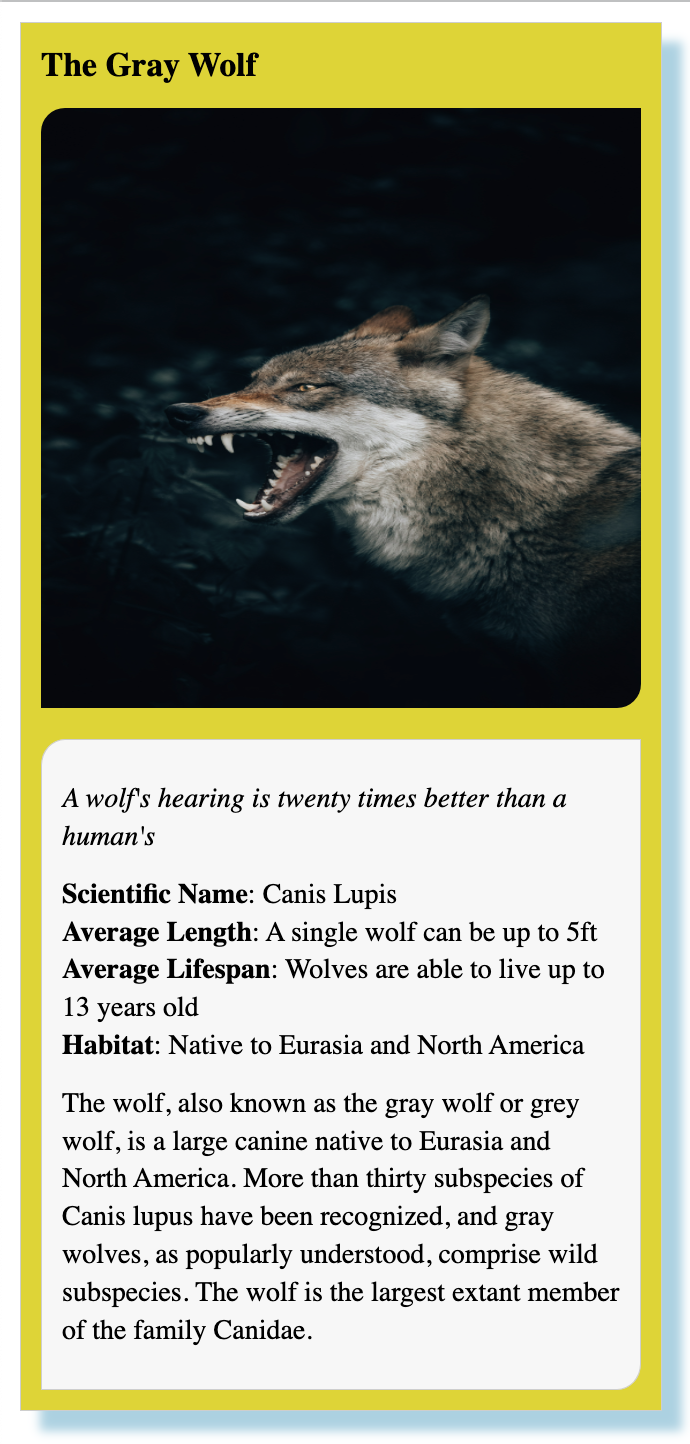 The Gray Wolf
A wolf's hearing is twenty times better than a
human's
Scientific Name: Canis Lupis
Average Length: A single wolf can be up to 5ft
Average Lifespan: Wolves are able to live up to
13 years old
Habitat: Native to Eurasia and North America
The wolf, also known as the gray wolf or grey
wolf, is a large canine native to Eurasia and
North America. More than thirty subspecies of
Canis lupus have been recognized, and gray
wolves, as popularly understood, comprise wild
subspecies. The wolf is the largest extant member
of the family Canidae.